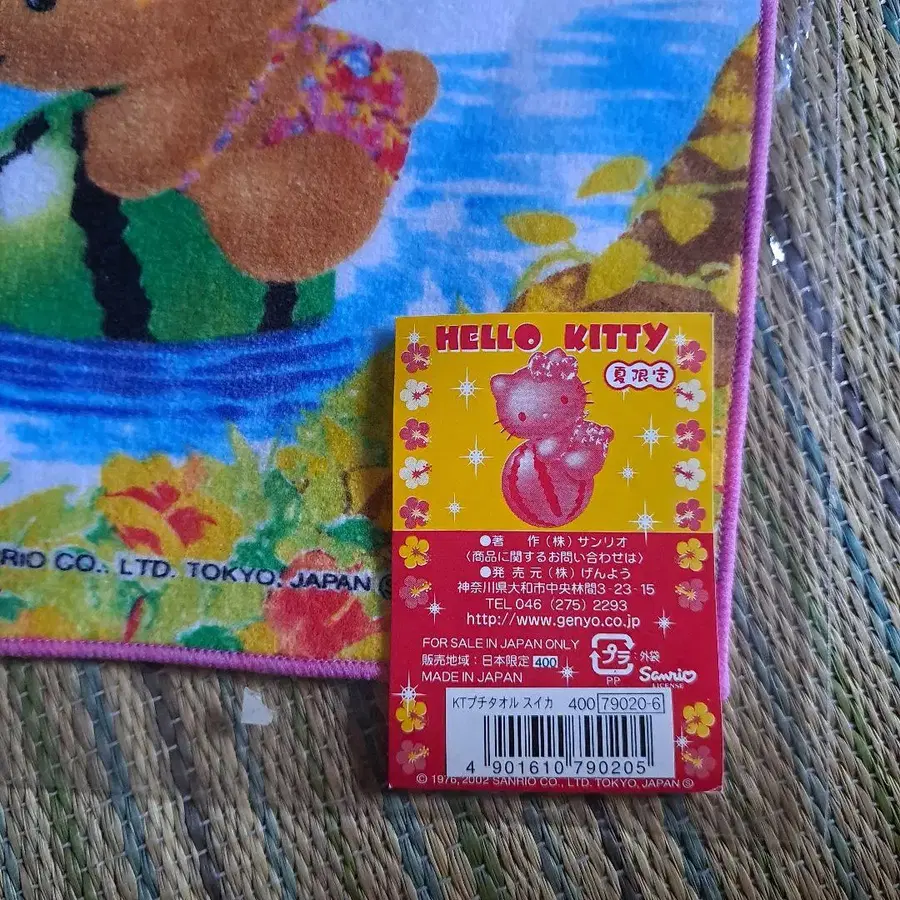 HELLO KITTY
夏限定
●著 作(株)サンリオ
〈商品に関するお問い合わせは〉
●発 売 元(株)げんよう
神奈川県大和市中央林間3-23-15
TEL 046 (275) 2293
http://www.genyo.co.jp
FOR SALE IN JAPAN ONLY
販売地域:日本限定 400
MADE IN JAPAN
プラ
PP
外袋
Sanrio
LICENSE
KTプチタオル スイカ 400 79020-6
4 901610 790205
© 1976, 2002 SANRIO CO., LTD. TOKYO, JAPAN Ⓢ
RIO CO., LTD. TOKYO, JAPAN Ⓢ